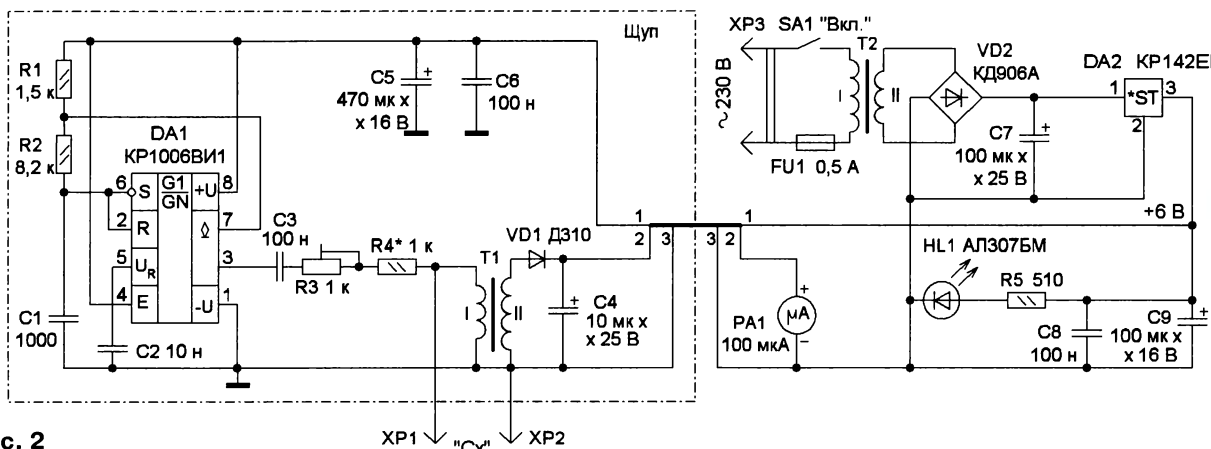 Щуп
R1
1,5 к
R2
8,2 к
DA1
КР1006ВИ1
6
S
G1
GN
+U
8
2
R
7
5
UR
3
4
E
-U
1
C1
1000
C2 10 н
C3
100 н
R3 1 к
R4* 1 к
C5
470 мк х
х 16 В
+
C6
100 н
T1
I
II
VD1 Д310
C4
10 мк х
х 25 В
+
1
2
3
3
2
1
PA1
100 мкА
μA
+
−
XP1
"Cx"
XP2
XP3
SA1 "Вкл."
~230 В
FU1 0,5 А
T2
I
II
VD2
КД906А
C7
100 мк х
х 25 В
+
DA2 КР142Е
1
*ST
3
2
+6 В
HL1 АЛ307БМ
R5 510
C8
100 н
C9
100 мк х
х 16 В
+
с. 2